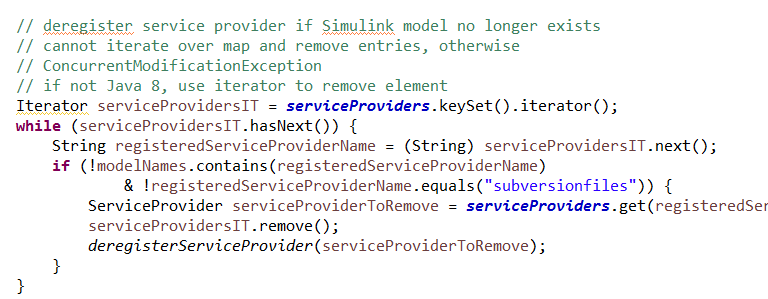 // deregister service provider if Simulink model no longer exists
// cannot iterate over map and remove entries, otherwise
// ConcurrentModificationException
// if not Java 8, use iterator to remove element
Iterator serviceProvidersIT = serviceProviders.keySet().iterator();
while (serviceProvidersIT.hasNext()) {
    String registeredServiceProviderName = (String) serviceProvidersIT.next();
    if (!modelNames.contains(registeredServiceProviderName)
            & !registeredServiceProviderName.equals("subversionfiles")) {
        ServiceProvider serviceProviderToRemove = serviceProviders.get(registeredSer
        serviceProvidersIT.remove();
        deregisterServiceProvider(serviceProviderToRemove);
    }
}